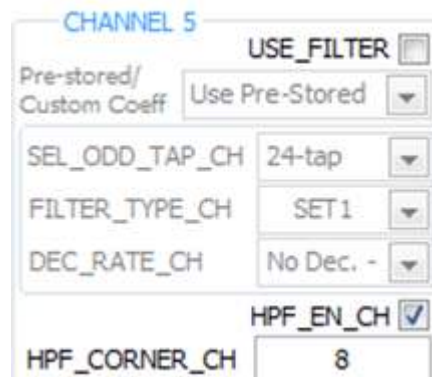 CHANNEL 5
USE_FILTER
Pre-stored/
Custom Coeff Use Pre-Stored
SEL_ODD_TAP_CH 24-tap
FILTER_TYPE_CH SET1
DEC_RATE_CH No Dec. -
HPF_EN_CH
HPF_CORNER_CH 8